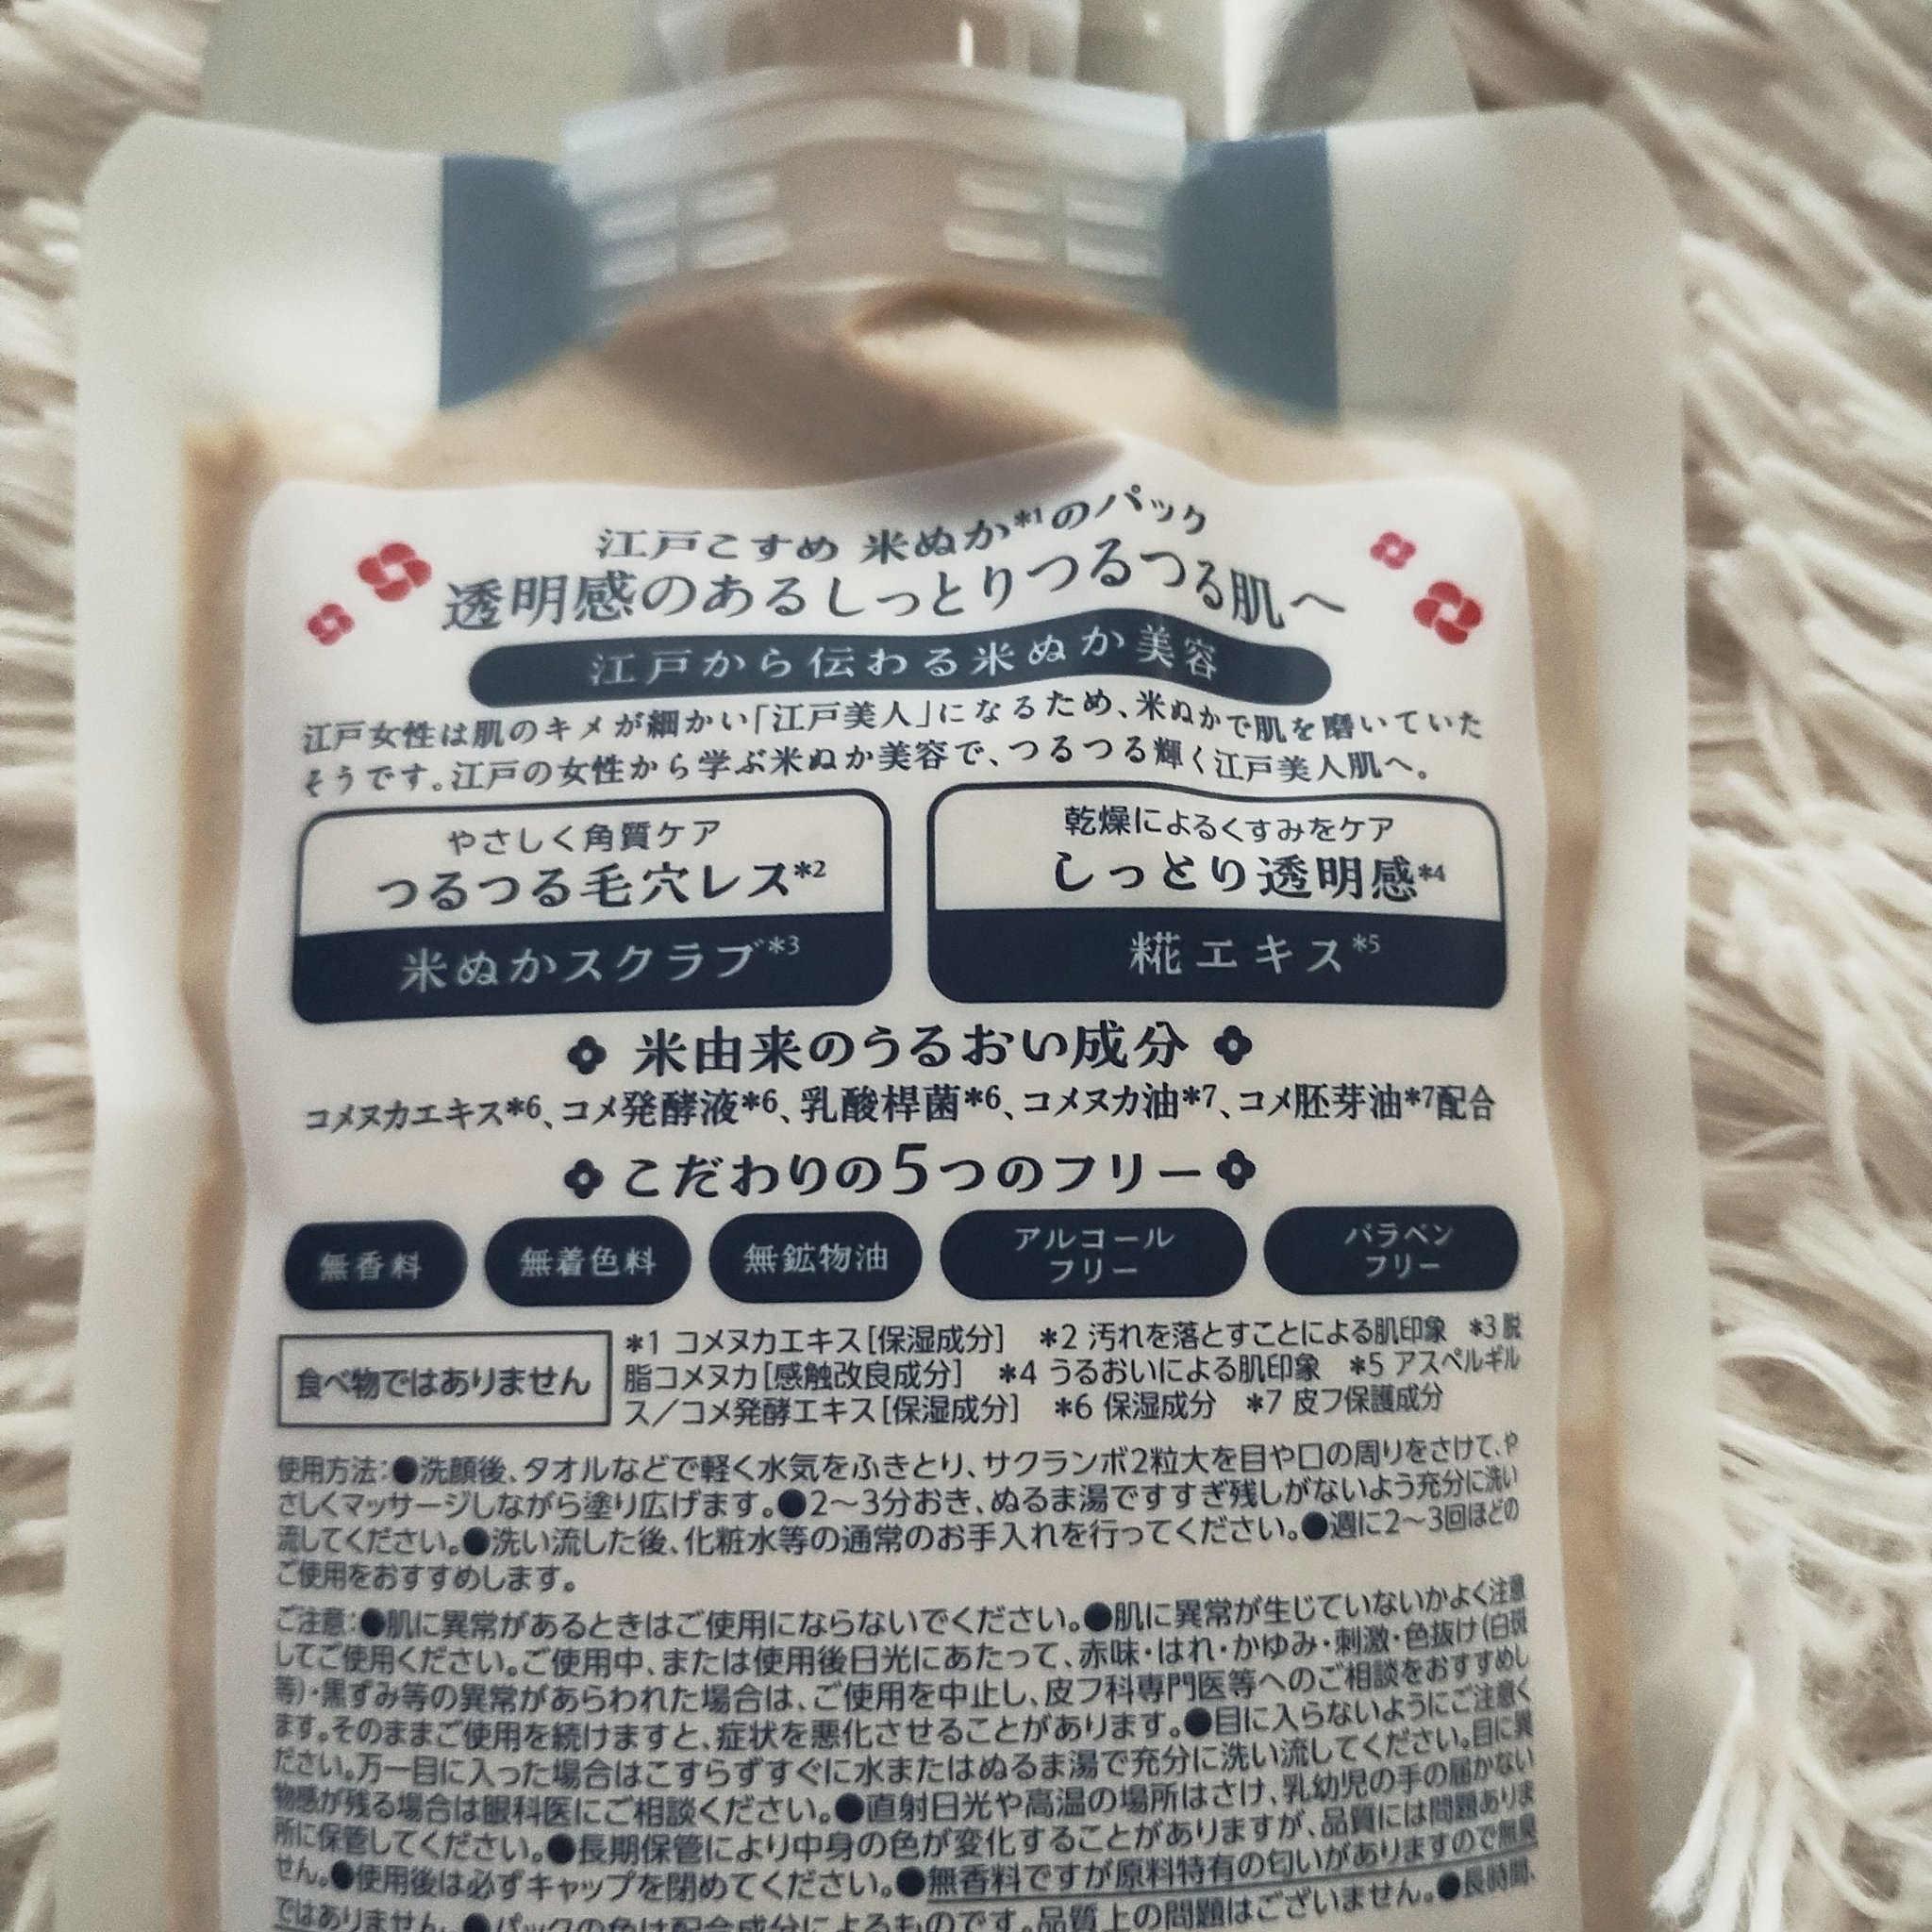 江戸こすめ 米ぬか*1のパック
透明感のあるしっとりつるつる肌へ
江戸から伝わる米ぬか美容
江戸女性は肌のキメが細かい「江戸美人」になるため、米ぬかで肌を磨いていた
そうです。江戸の女性から学ぶ米ぬか美容で、つるつる輝く江戸美人肌へ。
やさしく角質ケア
つるつる毛穴レス*2
米ぬかスクラブ*3
乾燥によるくすみをケア
しっとり透明感*4
糀エキス*5
米由来のうるおい成分
コメヌカエキス*6、コメ発酵液*6、乳酸桿菌*6、コメヌカ油*7、コメ胚芽油*7配合
こだわりの5つのフリー
無香料
無着色料
無鉱物油
アルコール
フリー
パラベン
フリー
食べ物ではありません
*1 コメヌカエキス[保湿成分] *2 汚れを落とすことによる肌印象 *3 脱
脂コメヌカ[感触改良成分] *4 うるおいによる肌印象 *5 アスペルギル
ス/コメ発酵エキス[保湿成分] *6 保湿成分 *7 皮フ保護成分
使用方法:●洗顔後、タオルなどで軽く水気をふきとり、サクランボ2粒大を目や口の周りをさけて、や
さしくマッサージしながら塗り広げます。●2〜3分おき、ぬるま湯ですすぎ残しがないよう充分に洗い
流してください。●洗い流した後、化粧水等の通常のお手入れを行ってください。●週に2〜3回ほどの
ご使用をおすすめします。
ご注意:●肌に異常があるときはご使用にならないでください。●肌に異常が生じていないかよく注意
してご使用ください。ご使用中、または使用後日光にあたって、赤味・はれ・かゆみ・刺激・色抜け(白斑
等)・黒ずみ等の異常があらわれた場合は、ご使用を中止し、皮フ科専門医等へのご相談をおすすめし
ます。そのままご使用を続けますと、症状を悪化させることがあります。●目に入らないようにご注意く
ださい。万一目に入った場合はこすらずすぐに水またはぬるま湯で充分に洗い流してください。目に異
物感が残る場合は眼科医にご相談ください。●直射日光や高温の場所はさけ、乳幼児の手の届かない
所に保管してください。●長期保管により中身の色が変化することがありますが、品質には問題ありま
せん。●使用後は必ずキャップを閉めてください。●無香料ですが原料特有の匂いがありますので無臭
ではありません。●パックの色は配合成分によるものです。品質上の問題はございません。●長時間、